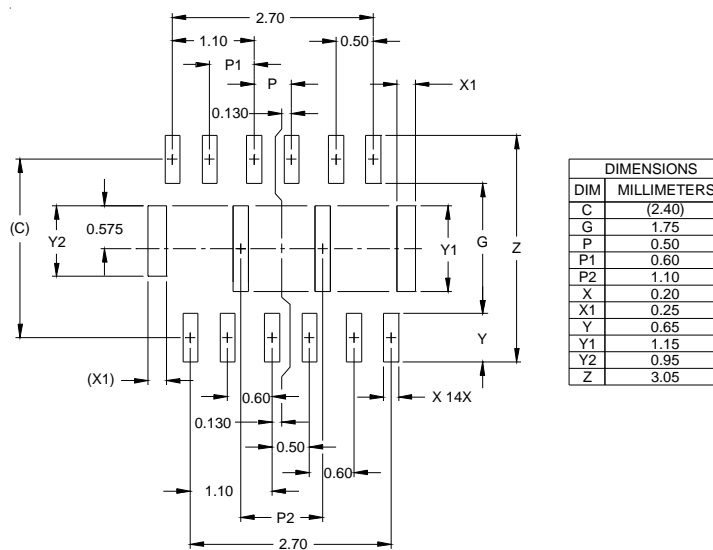 2.70
1.10
0.50
P1
X1
P
0.130
(C)
Y2
0.575
Y1
G
Z
Y
(X1)
0.60
X 14X
0.130
0.50
0.60
1.10
P2
2.70
DIMENSIONS
DIM MILLIMETERS
C (2.40)
G 1.75
P 0.50
P1 0.60
P2 1.10
X 0.20
X1 0.25
Y 0.65
Y1 1.15
Y2 0.95
Z 3.05